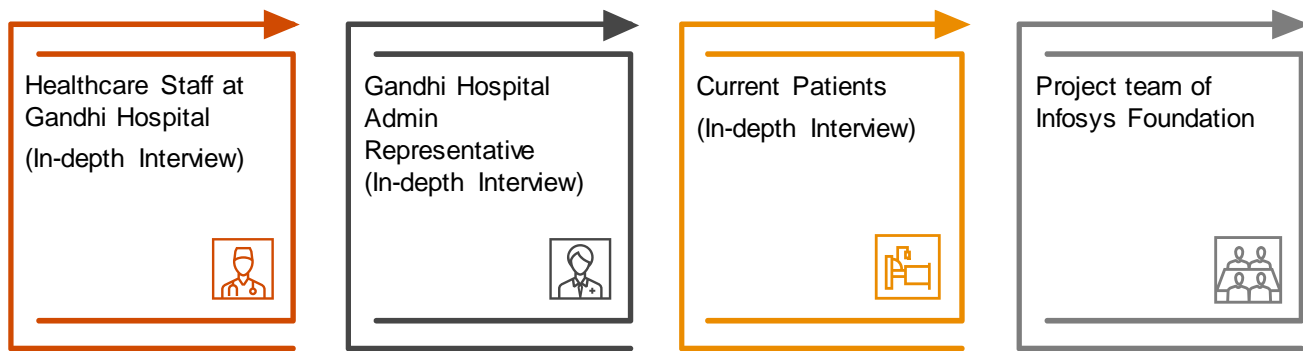 Healthcare Staff at
Gandhi Hospital
(In-depth Interview)
Gandhi Hospital
Admin
Representative
(In-depth Interview)
Current Patients
(In-depth Interview)
Project team of
Infosys Foundation